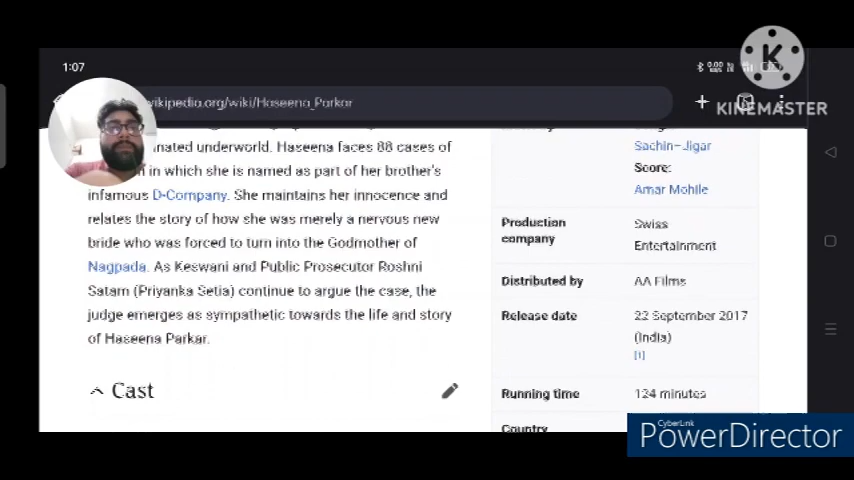 1:07
wikipedia.org/wiki/Haseena_Parkar
KINEMASTER
nated underworld. Haseena faces 88 cases of
in which she is named as part of her brother's
infamous D-Company. She maintains her innocence and
relates the story of how she was merely a nervous new
bride who was forced to turn into the Godmother of
Nagpada. As Keswani and Public Prosecutor Roshni
Satam (Priyanka Setia) continue to argue the case, the
judge emerges as sympathetic towards the life and story
of Haseena Parkar.
Cast
Sachin–Jigar
Score:
Amar Mohile
Production
company
Swiss
Entertainment
Distributed by
AA Films
Release date
22 September 2017
(India)
[1]
Running time
124 minutes
Country
CyberLink
PowerDirector